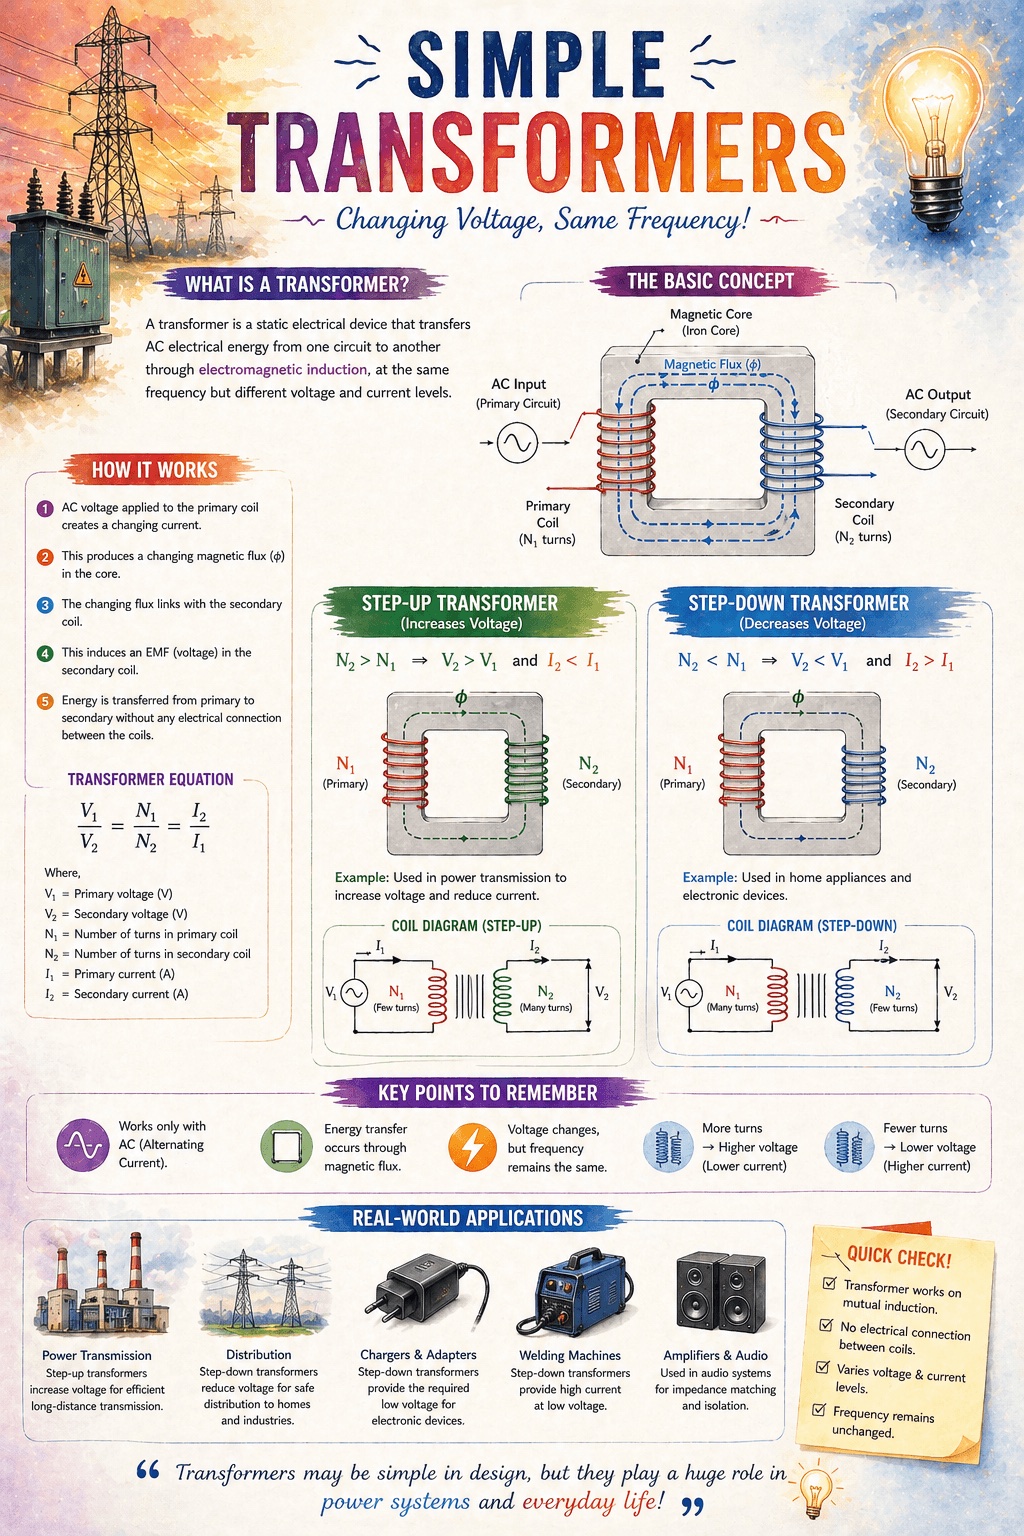 SIMPLE
TRANSFORMERS
Changing Voltage, Same Frequency!
WHAT IS A TRANSFORMER?
A transformer is a static electrical device that transfers
AC electrical energy from one circuit to another
through electromagnetic induction, at the same
frequency but different voltage and current levels.
THE BASIC CONCEPT
Magnetic Core
(Iron Core)
Magnetic Flux (ϕ)
ϕ
AC Input
(Primary Circuit)
AC Output
(Secondary Circuit)
Primary
Coil
(N₁ turns)
Secondary
Coil
(N₂ turns)
HOW IT WORKS
1 AC voltage applied to the primary coil
creates a changing current.
2 This produces a changing magnetic flux (ϕ)
in the core.
3 The changing flux links with the secondary
coil.
4 This induces an EMF (voltage) in the
secondary coil.
5 Energy is transferred from primary to
secondary without any electrical connection
between the coils.
TRANSFORMER EQUATION
V₁/V₂ = N₁/N₂ = I₂/I₁
Where,
V₁ = Primary voltage (V)
V₂ = Secondary voltage (V)
N₁ = Number of turns in primary coil
N₂ = Number of turns in secondary coil
I₁ = Primary current (A)
I₂ = Secondary current (A)
STEP-UP TRANSFORMER
(Increases Voltage)
N₂ > N₁ ⇒ V₂ > V₁ and I₂ < I₁
ϕ
N₁
(Primary)
N₂
(Secondary)
Example: Used in power transmission to
increase voltage and reduce current.
COIL DIAGRAM (STEP-UP)
I₁
I₂
V₁
N₁
(Few turns)
N₂
(Many turns)
V₂
STEP-DOWN TRANSFORMER
(Decreases Voltage)
N₂ < N₁ ⇒ V₂ < V₁ and I₂ > I₁
ϕ
N₁
(Primary)
N₂
(Secondary)
Example: Used in home appliances and
electronic devices.
COIL DIAGRAM (STEP-DOWN)
I₁
I₂
V₁
N₁
(Many turns)
N₂
(Few turns)
V₂
KEY POINTS TO REMEMBER
Works only with
AC (Alternating
Current).
Energy transfer
occurs through
magnetic flux.
Voltage changes,
but frequency
remains the same.
More turns
→ Higher voltage
(Lower current)
Fewer turns
→ Lower voltage
(Higher current)
REAL-WORLD APPLICATIONS
Power Transmission
Step-up transformers
increase voltage for efficient
long-distance transmission.
Distribution
Step-down transformers
reduce voltage for safe
distribution to homes
and industries.
Chargers & Adapters
Step-down transformers
provide the required
low voltage for
electronic devices.
Welding Machines
Step-down transformers
provide high current
at low voltage.
Amplifiers & Audio
Used in audio systems
for impedance matching
and isolation.
QUICK CHECK!
Transformer works on
mutual induction.
No electrical connection
between coils.
Varies voltage & current
levels.
Frequency remains
unchanged.
“ Transformers may be simple in design, but they play a huge role in
power systems and everyday life! ”